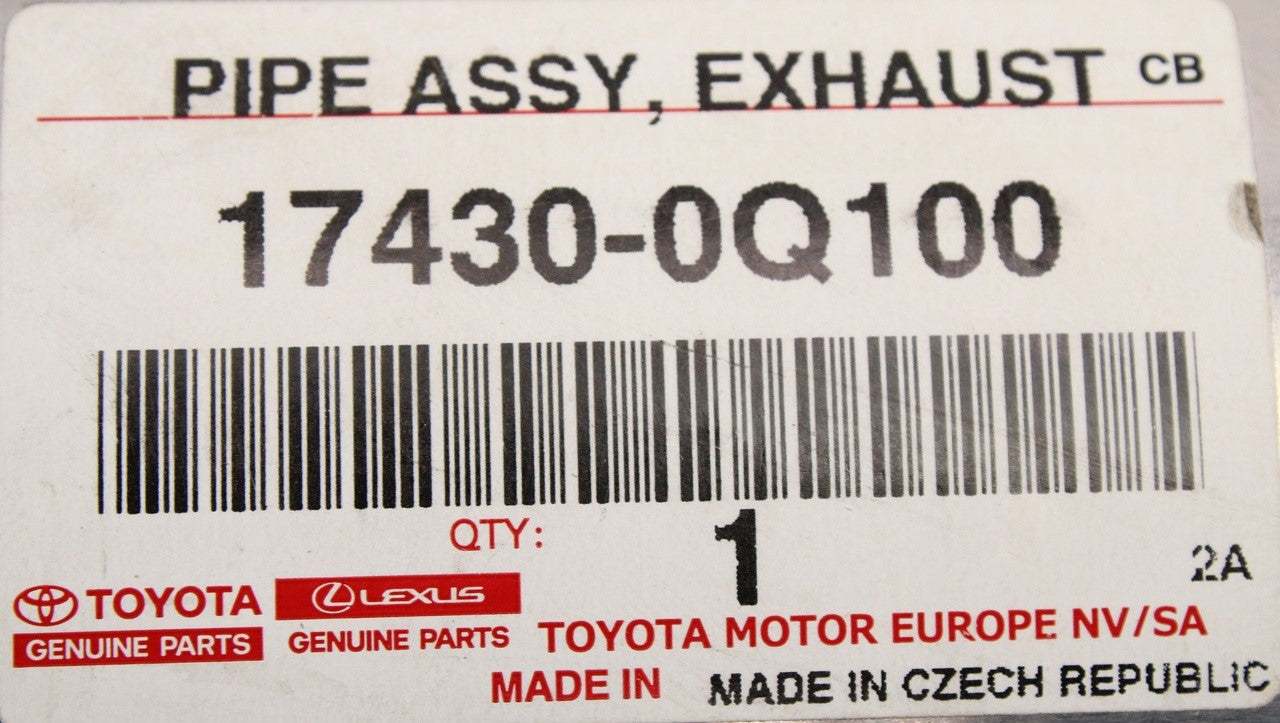 PIPE ASSY, EXHAUST CB
17430-0Q100
QTY: 1
2A
TOYOTA
GENUINE PARTS
LEXUS
GENUINE PARTS
TOYOTA MOTOR EUROPE NV/SA
MADE IN MADE IN CZECH REPUBLIC